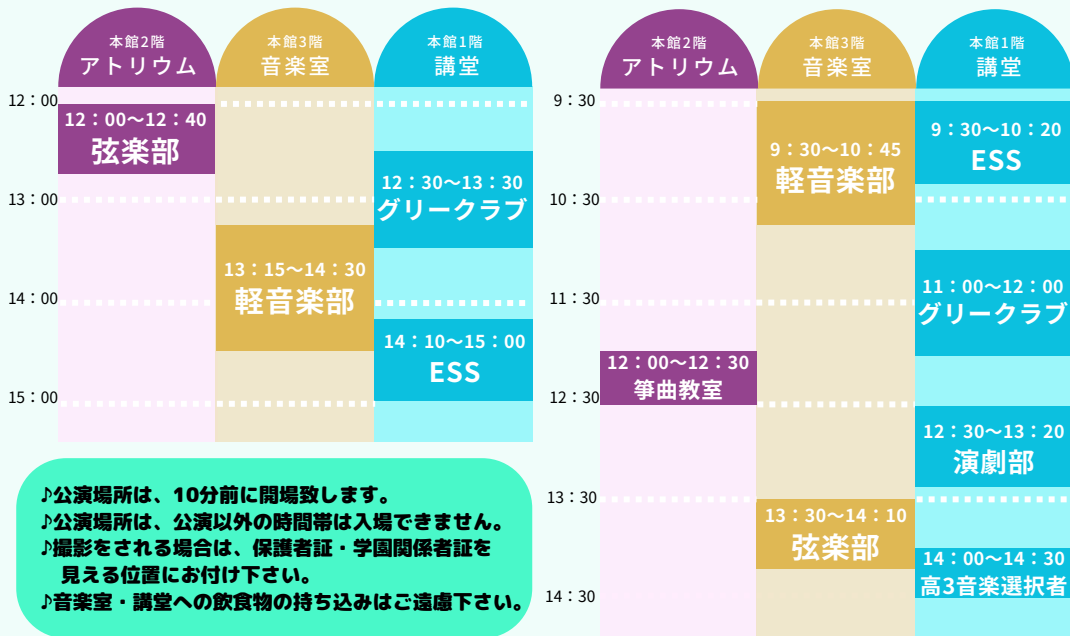 本館2階
アトリウム
本館3階
音楽室
本館1階
講堂
12：00
12：00〜12：40
弦楽部
12：30〜13：30
グリークラブ
13：00
13：15〜14：30
軽音楽部
14：00
14：10〜15：00
ESS
15：00
♪公演場所は、10分前に開場致します。
♪公演場所は、公演以外の時間帯は入場できません。
♪撮影をされる場合は、保護者証・学園関係者証を
見える位置にお付け下さい。
♪音楽室・講堂への飲食物の持ち込みはご遠慮下さい。
本館2階
アトリウム
本館3階
音楽室
本館1階
講堂
9：30
9：30〜10：45
軽音楽部
9：30〜10：20
ESS
10：30
11：00〜12：00
グリークラブ
11：30
12：00〜12：30
箏曲教室
12：30
12：30〜13：20
演劇部
13：30
13：30〜14：10
弦楽部
14：00〜14：30
高3音楽選択者
14：30